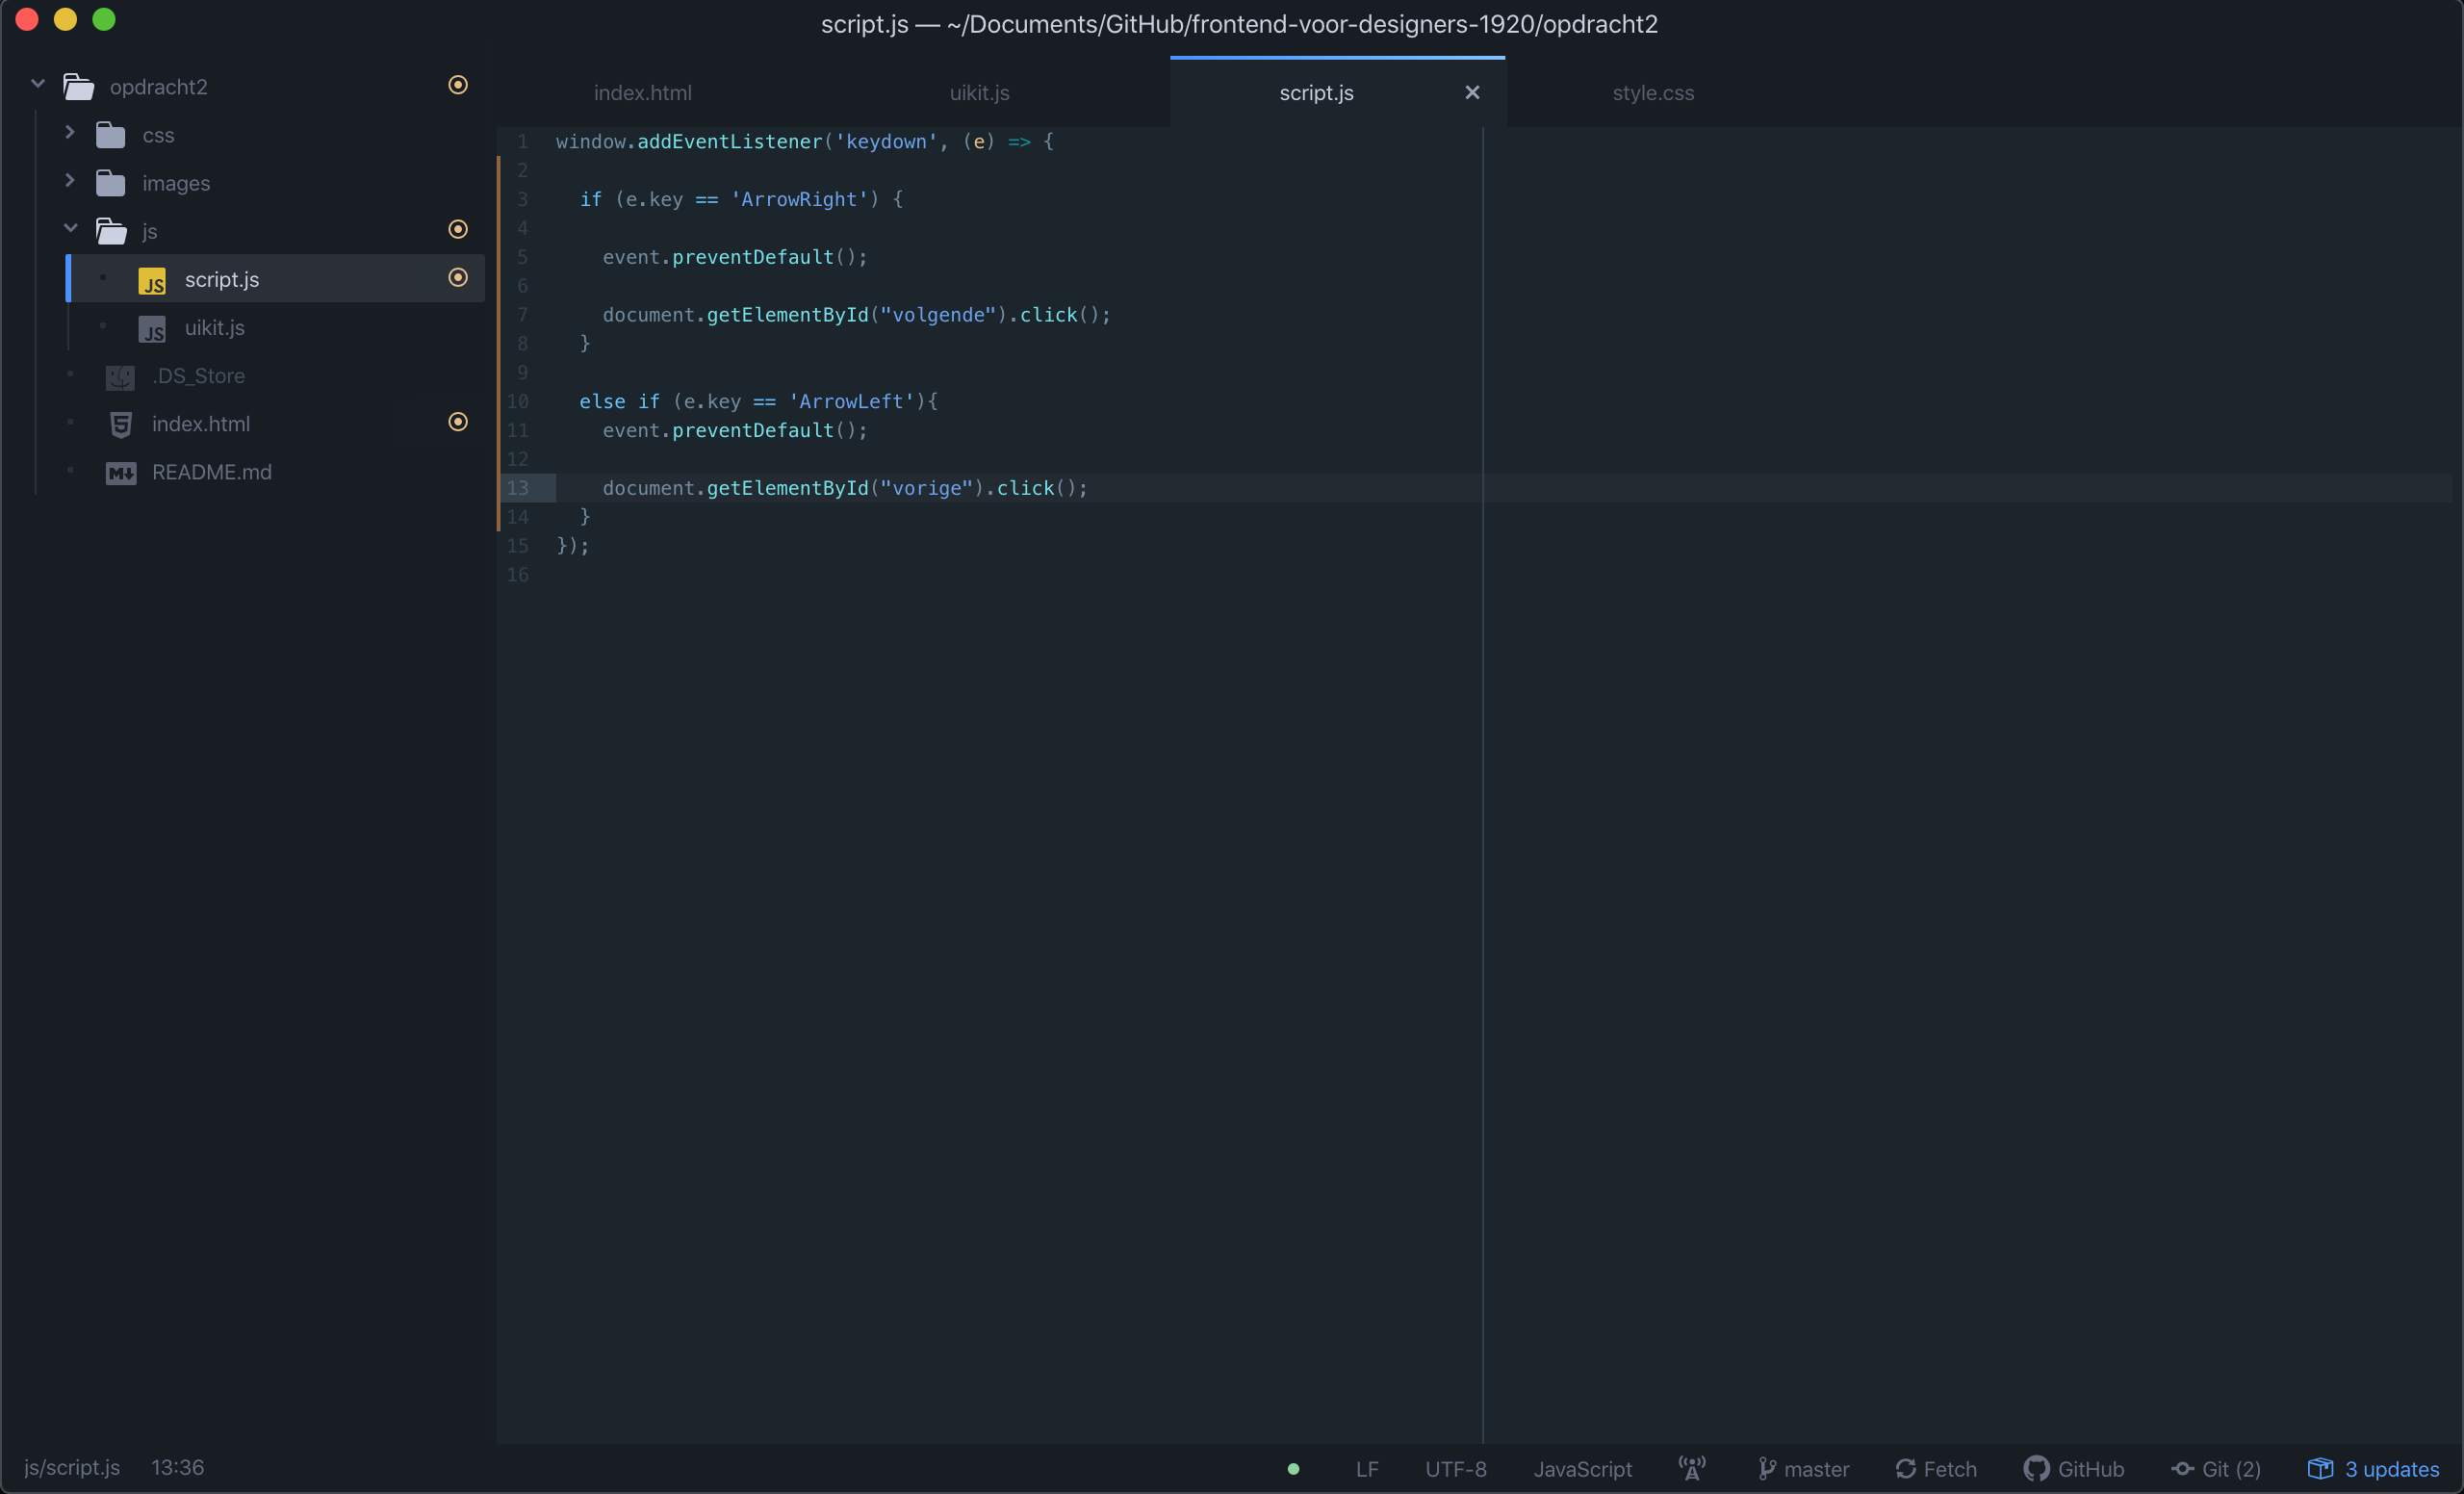 script.js — ~/Documents/GitHub/frontend-voor-designers-1920/opdracht2
opdracht2
css
images
js
JS script.js
JS uikit.js
.DS_Store
5 index.html
M README.md
index.html uikit.js script.js × style.css
1 window.addEventListener('keydown', (e) => {
2
3 if (e.key == 'ArrowRight') {
4
5 event.preventDefault();
6
7 document.getElementById("volgende").click();
8 }
9
10 else if (e.key == 'ArrowLeft'){
11 event.preventDefault();
12
13 document.getElementById("vorige").click();
14 }
15 });
16
js/script.js 13:36 LF UTF-8 JavaScript master Fetch GitHub Git (2) 3 updates